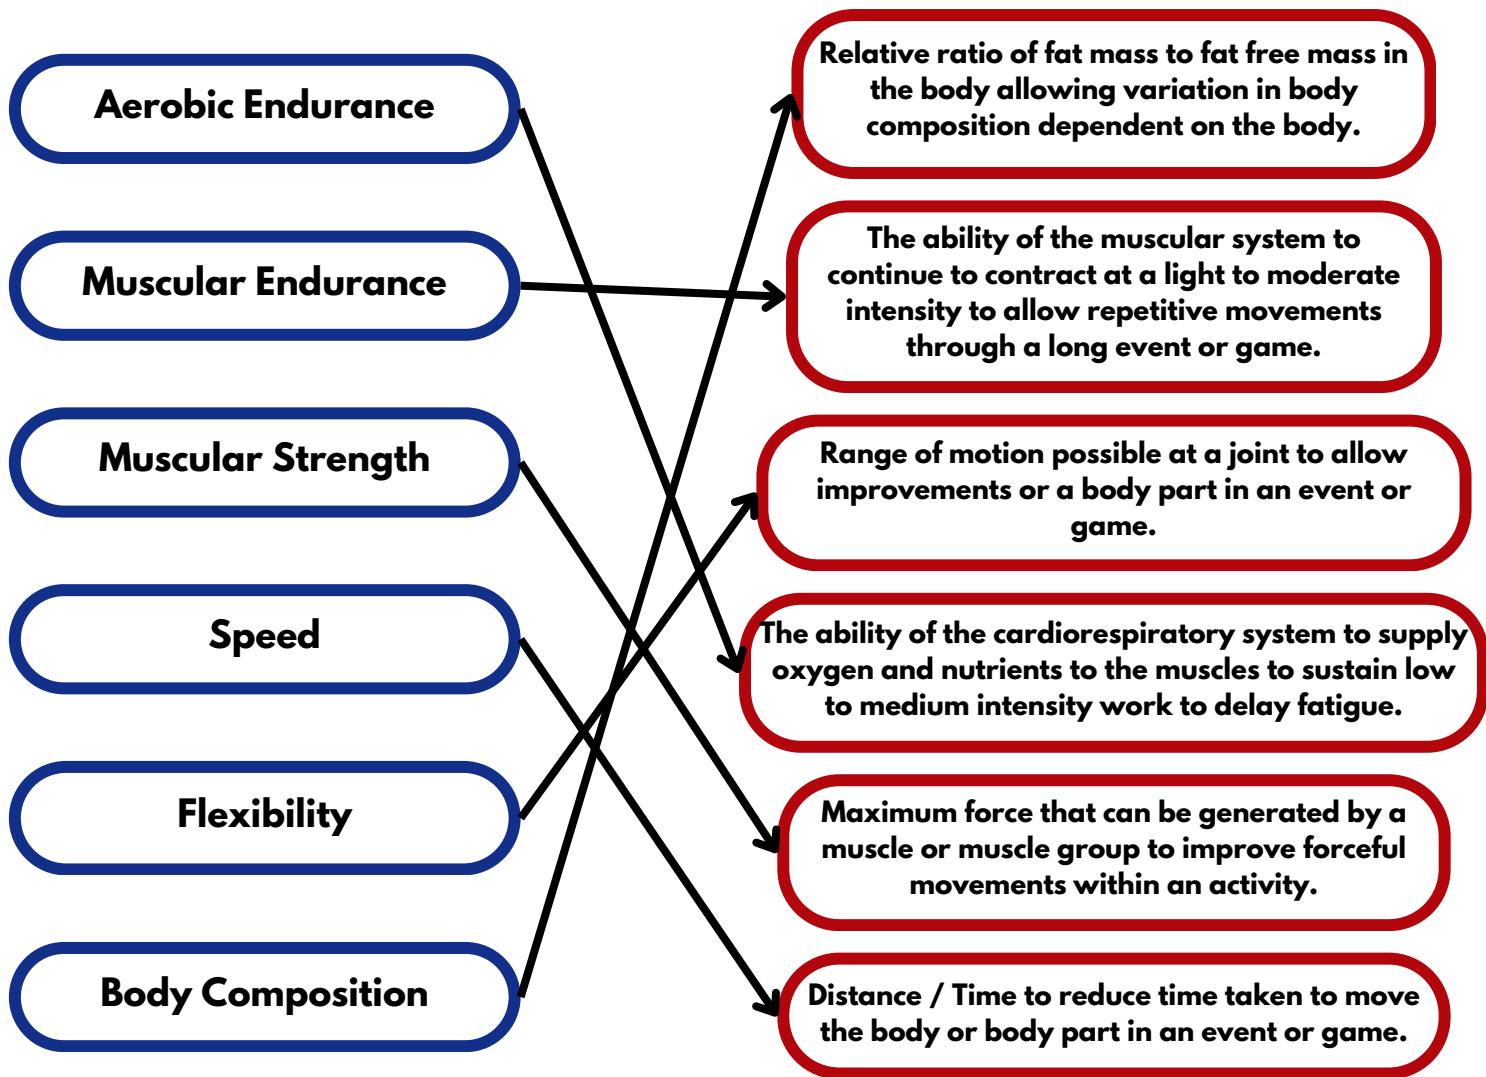 Aerobic Endurance
Muscular Endurance
Muscular Strength
Speed
Flexibility
Body Composition
Relative ratio of fat mass to fat free mass in
the body allowing variation in body
composition dependent on the body.
The ability of the muscular system to
continue to contract at a light to moderate
intensity to allow repetitive movements
through a long event or game.
Range of motion possible at a joint to allow
improvements or a body part in an event or
game.
The ability of the cardiorespiratory system to supply
oxygen and nutrients to the muscles to sustain low
to medium intensity work to delay fatigue.
Maximum force that can be generated by a
muscle or muscle group to improve forceful
movements within an activity.
Distance / Time to reduce time taken to move
the body or body part in an event or game.